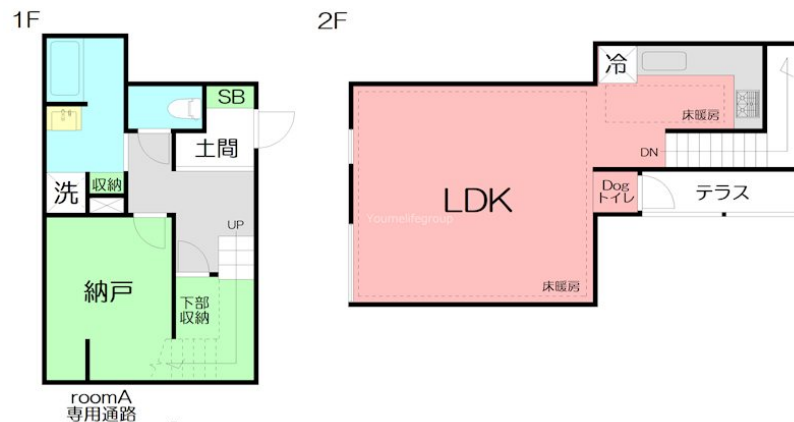 1F
2F
SB
冷
土間
床暖房
洗
収納
DN
UP
LDK
Dog
トイレ
テラス
Youmelifegroup
納戸
下部
収納
床暖房
roomA
専用通路